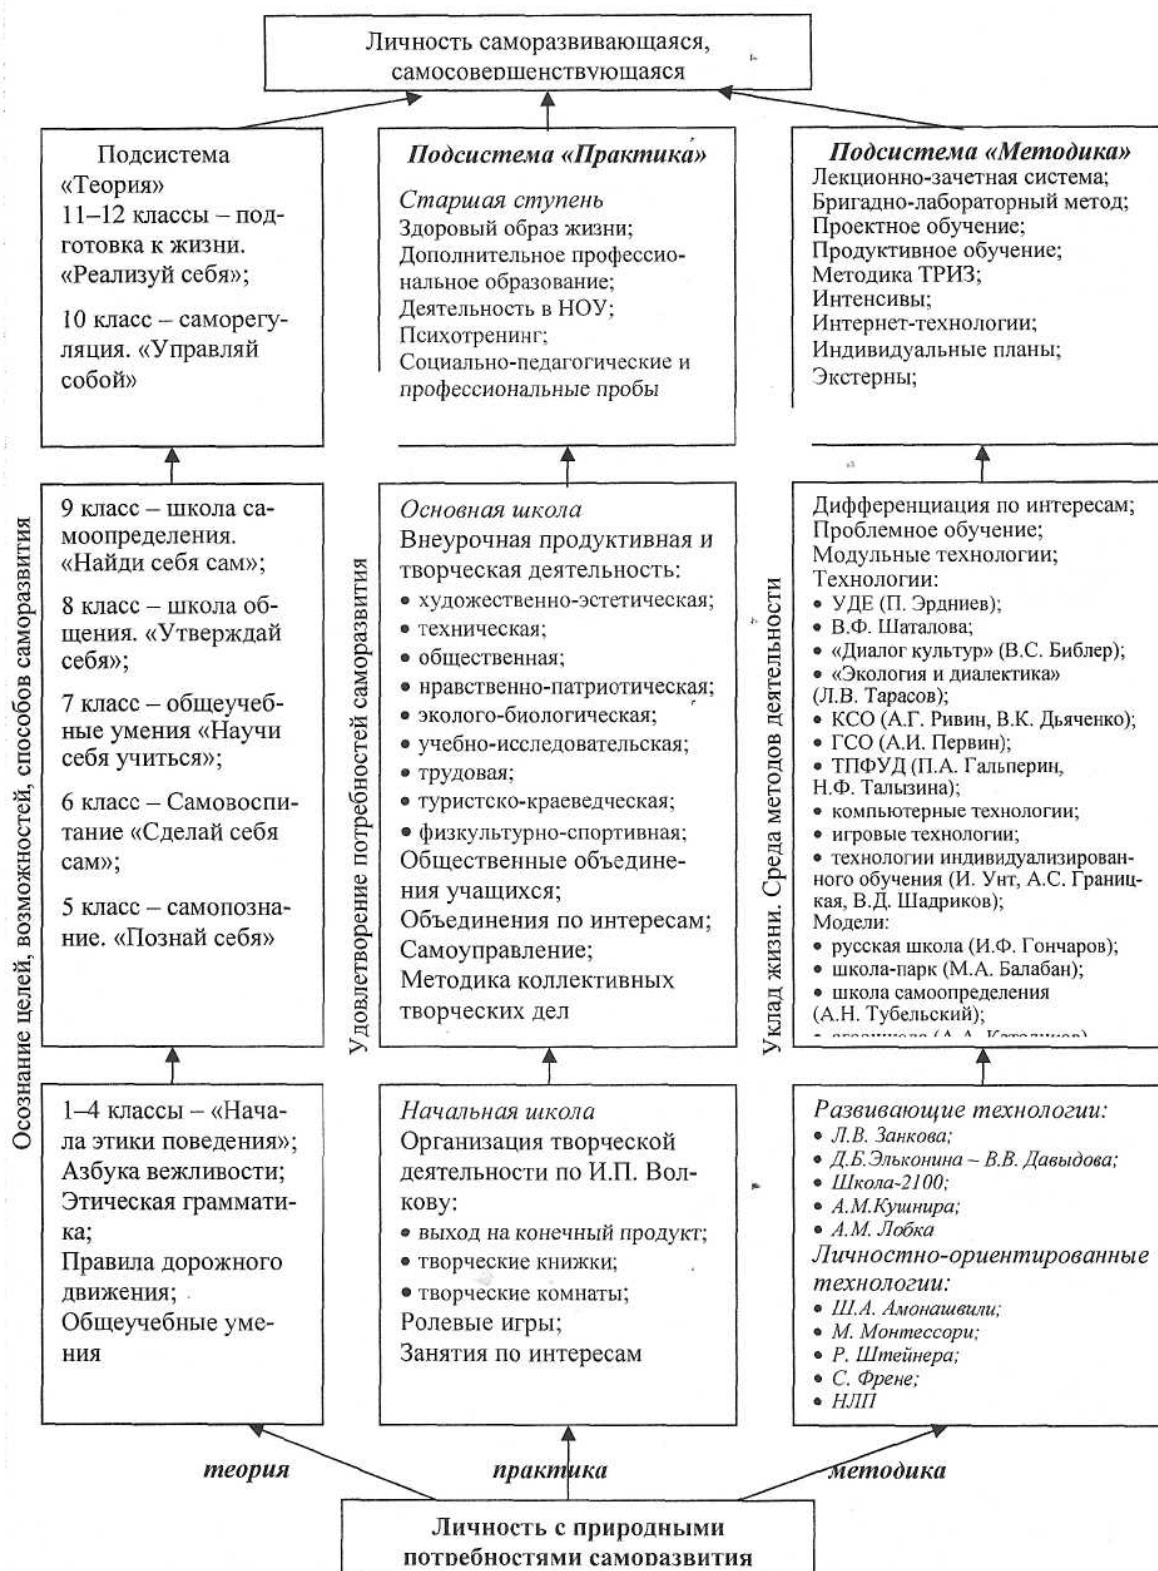 Личность саморазвивающаяся,
самосовершенствующаяся
Подсистема
«Теория»
11–12 классы – под-
готовка к жизни.
«Реализуй себя»;
10 класс – саморегу-
ляция. «Управляй
собой»
Подсистема «Практика»
Старшая ступень
Здоровый образ жизни;
Дополнительное профессио-
нальное образование;
Деятельность в НОУ;
Психотренинг;
Социально-педагогические и
профессиональные пробы
Подсистема «Методика»
Лекционно-зачетная система;
Бригадно-лабораторный метод;
Проектное обучение;
Продуктивное обучение;
Методика ТРИЗ;
Интенсивы;
Интернет-технологии;
Индивидуальные планы;
Экстерны;
Осознание целей, возможностей, способов саморазвития
9 класс – школа са-
моопределения.
«Найди себя сам»;
8 класс – школа об-
щения. «Утверждай
себя»;
7 класс – общеучеб-
ные умения «Научи
себя учиться»;
6 класс – Самовоспи-
тание «Сделай себя
сам»;
5 класс – самопозна-
ние. «Познай себя»
Удовлетворение потребностей саморазвития
Основная школа
Внеурочная продуктивная и
творческая деятельность:
• художественно-эстетическая;
• техническая;
• общественная;
• нравственно-патриотическая;
• эколого-биологическая;
• учебно-исследовательская;
• трудовая;
• туристско-краеведческая;
• физкультурно-спортивная;
Общественные объедине-
ния учащихся;
Объединения по интересам;
Самоуправление;
Методика коллективных
творческих дел
Уклад жизни. Среда методов деятельности
Дифференциация по интересам;
Проблемное обучение;
Модульные технологии;
Технологии:
• УДЕ (П. Эрдниев);
• В.Ф. Шаталова;
• «Диалог культур» (В.С. Библер);
• «Экология и диалектика»
(Л.В. Тарасов);
• КСО (А.Г. Ривин, В.К. Дьяченко);
• ГСО (А.И. Первин);
• ТПФУД (П.А. Гальперин,
Н.Ф. Талызина);
• компьютерные технологии;
• игровые технологии;
• технологии индивидуализирован-
ного обучения (И. Унт, А.С. Границ-
кая, В.Д. Шадриков);
Модели:
• русская школа (И.Ф. Гончаров);
• школа-парк (М.А. Балабан);
• школа самоопределения
(А.Н. Тубельский);
1–4 классы – «Нача-
ла этики поведения»;
Азбука вежливости;
Этическая граммати-
ка;
Правила дорожного
движения;
Общеучебные уме-
ния
Начальная школа
Организация творческой
деятельности по И.П. Вол-
кову:
• выход на конечный продукт;
• творческие книжки;
• творческие комнаты;
Ролевые игры;
Занятия по интересам
Развивающие технологии:
• Л.В. Занкова;
• Д.Б.Эльконина – В.В. Давыдова;
• Школа-2100;
• А.М.Кушнира;
• А.М. Лобка
Личностно-ориентированные
технологии:
• Ш.А. Амонашвили;
• М. Монтессори;
• Р. Штейнера;
• С. Френе;
• НЛП
теория
практика
методика
Личность с природными
потребностями саморазвития